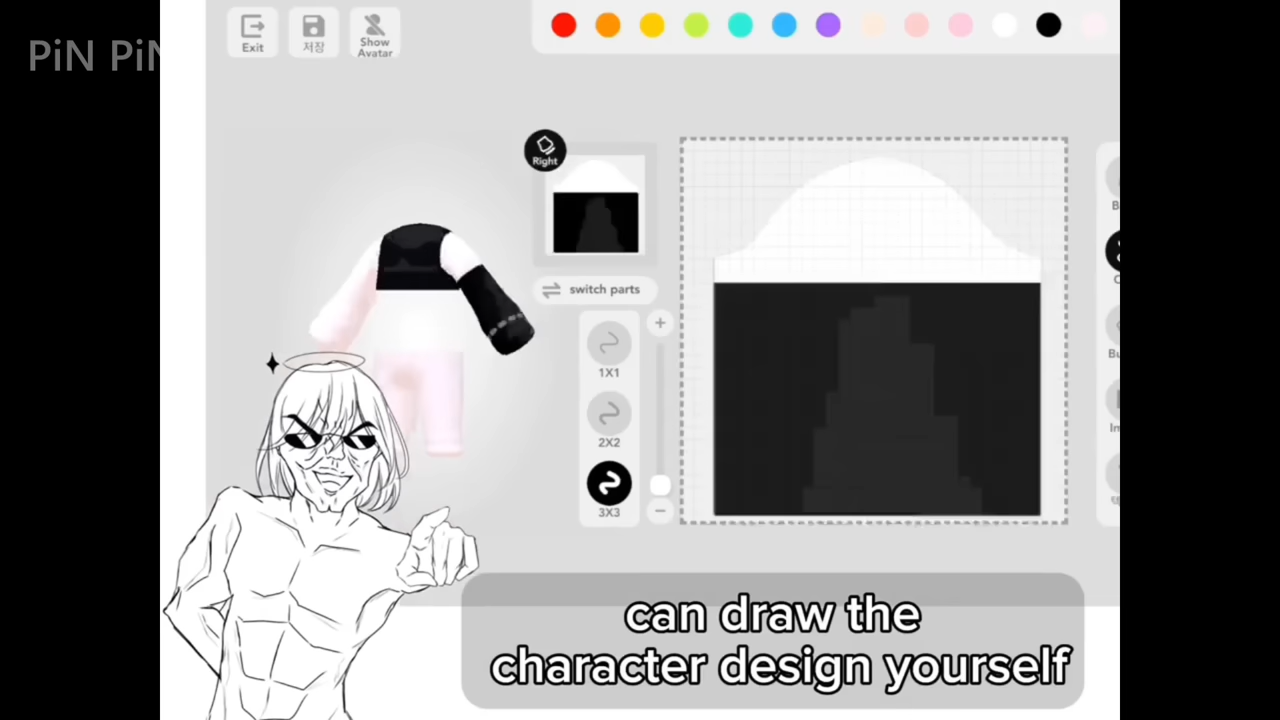 PiN PiN
Exit
저장
Show
Avatar
Right
switch parts
1X1
2X2
3X3
can draw the
character design yourself